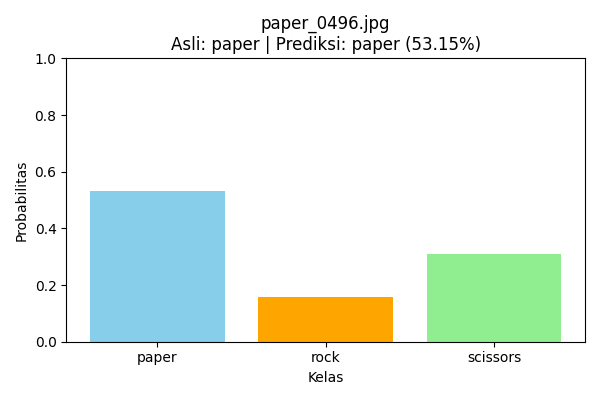 paper_0496.jpg
Asli: paper | Prediksi: paper (53.15%)
1.0
0.8
0.6
0.4
0.2
0.0
Probabilitas
paper rock scissors
Kelas